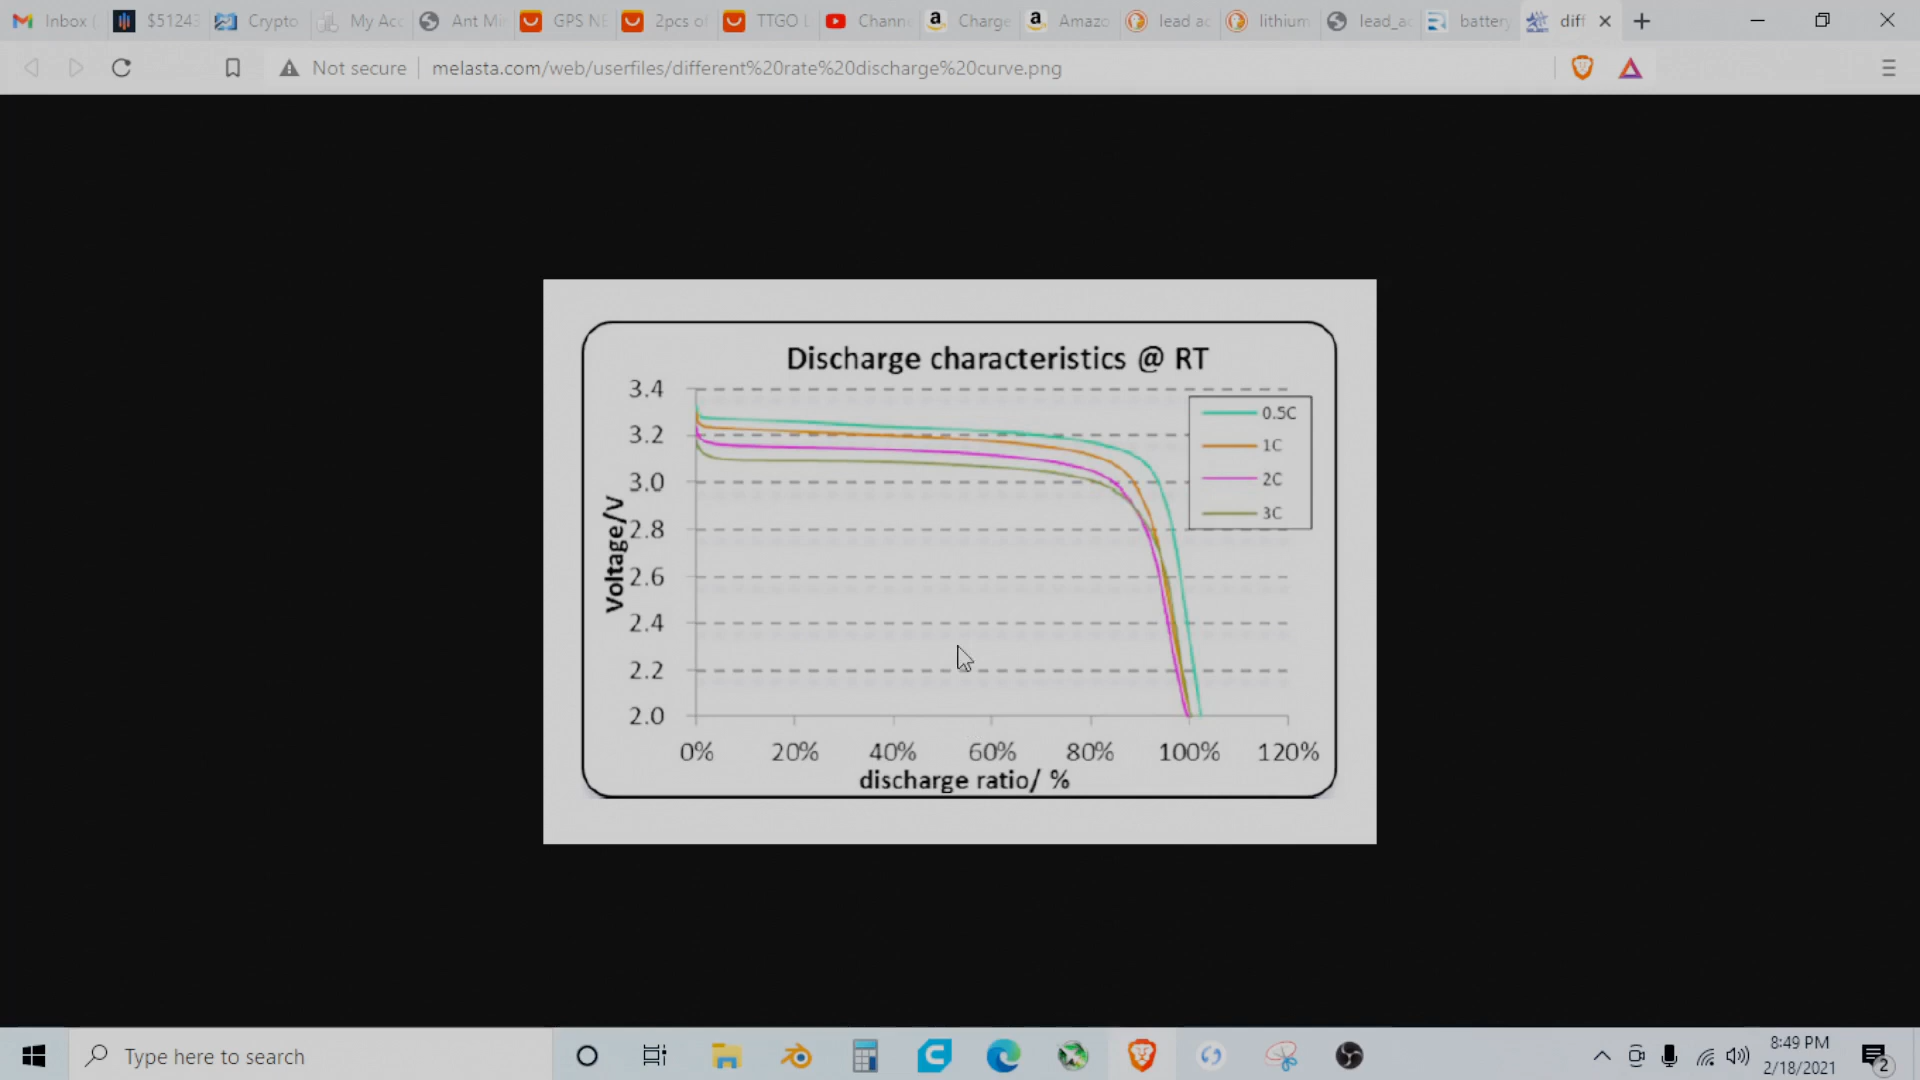 Inbox (
$51243
Crypto
My Acc
Ant Mi
GPS NE
2pcs o
TTGO L
Chann
Charge
Amazo
lead ac
lithium
lead_a
batter
diff
Not secure
melasta.com/web/userfiles/different%20rate%20discharge%20curve.png
Discharge characteristics @ RT
3.4
3.2
3.0
2.8
2.6
2.4
2.2
2.0
Voltage/V
0.5C
1C
2C
3C
0% 20% 40% 60% 80% 100% 120%
discharge ratio/ %
Type here to search
8:49 PM
2/18/2021
2